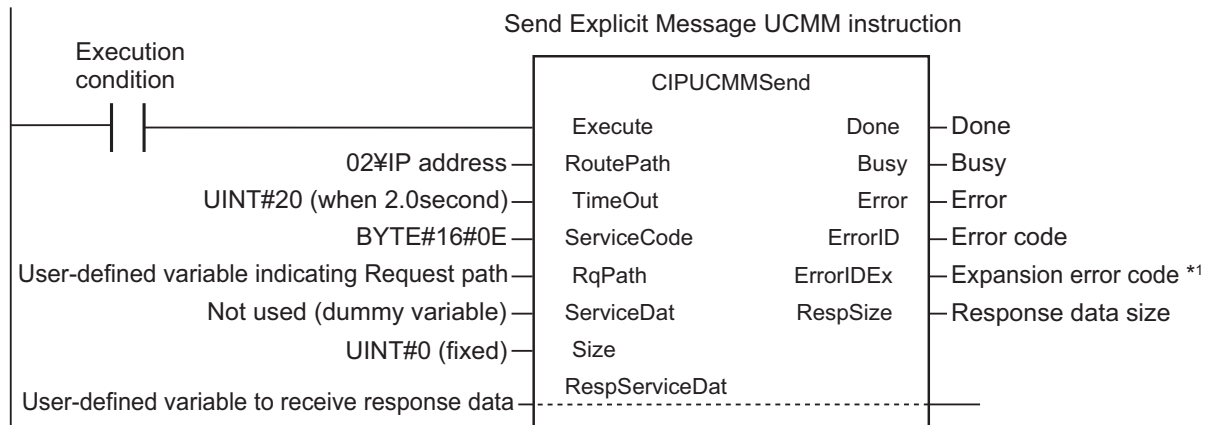 Send Explicit Message UCMM instruction
Execution
condition
CIPUCMMSend
Execute Done Done
02¥IP address RoutePath Busy Busy
UINT#20 (when 2.0second) TimeOut Error Error
BYTE#16#0E ServiceCode ErrorID Error code
User-defined variable indicating Request path RqPath ErrorIDEx Expansion error code *1
Not used (dummy variable) ServiceDat RespSize Response data size
UINT#0 (fixed) Size
RespServiceDat
User-defined variable to receive response data